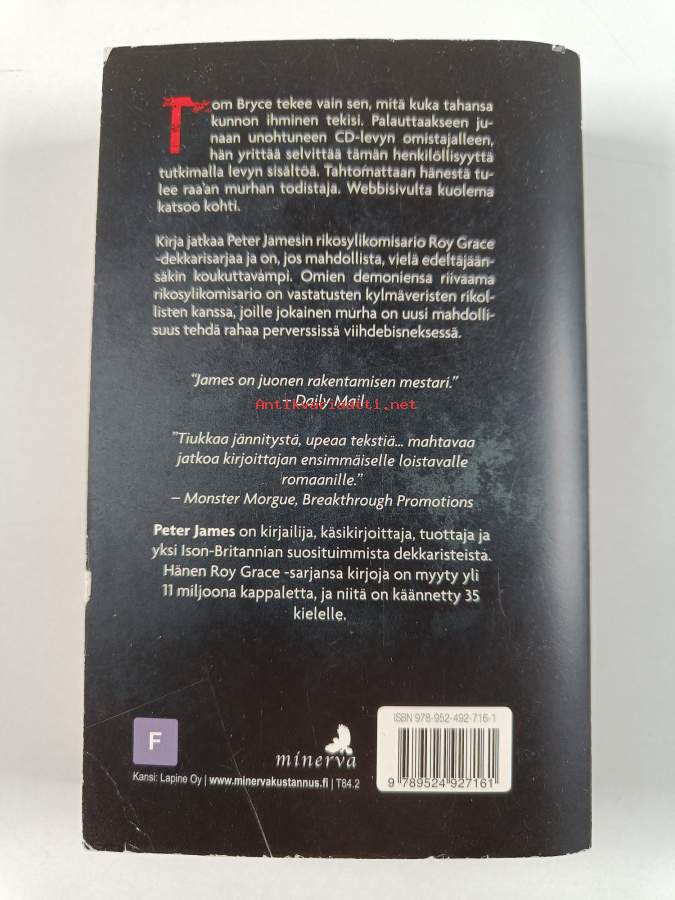 Tom Bryce tekee vain sen, mitä kuka tahansa
kunnon ihminen tekisi. Palauttaakseen ju-
naan unohtuneen CD-levyn omistajalleen,
hän yrittää selvittää tämän henkilöllisyyttä
tutkimalla levyn sisältöä. Tahtomattaan hänestä tu-
lee raa'an murhan todistaja. Webbisivulta kuolema
katsoo kohti.
Kirja jatkaa Peter Jamesin rikosylikomisario Roy Grace
-dekkarisarjaa ja on, jos mahdollista, vielä edeltäjään-
säkin koukuttavampi. Omien demoniensa riivaama
rikosylikomisario on vastatusten kylmäveristen rikol-
listen kanssa, joille jokainen murha on uusi mahdolli-
suus tehdä rahaa perverssissä viihdebisneksessä.
"James on juonen rakentamisen mestari."
– Daily Mail
Antikvariaatti.net
"Tiukkaa jännitystä, upeaa tekstiä... mahtavaa
jatkoa kirjoittajan ensimmäiselle loistavalle
romaanille."
– Monster Morgue, Breakthrough Promotions
Peter James on kirjailija, käsikirjoittaja, tuottaja ja
yksi Ison-Britannian suosituimmista dekkaristeista.
Hänen Roy Grace -sarjansa kirjoja on myyty yli
11 miljoona kappaletta, ja niitä on käännetty 35
kielelle.
ISBN 978-952-492-716-1
F
minerva
9 789524 927161
Kansi: Lapine Oy | www.minervakustannus.fi | T84.2